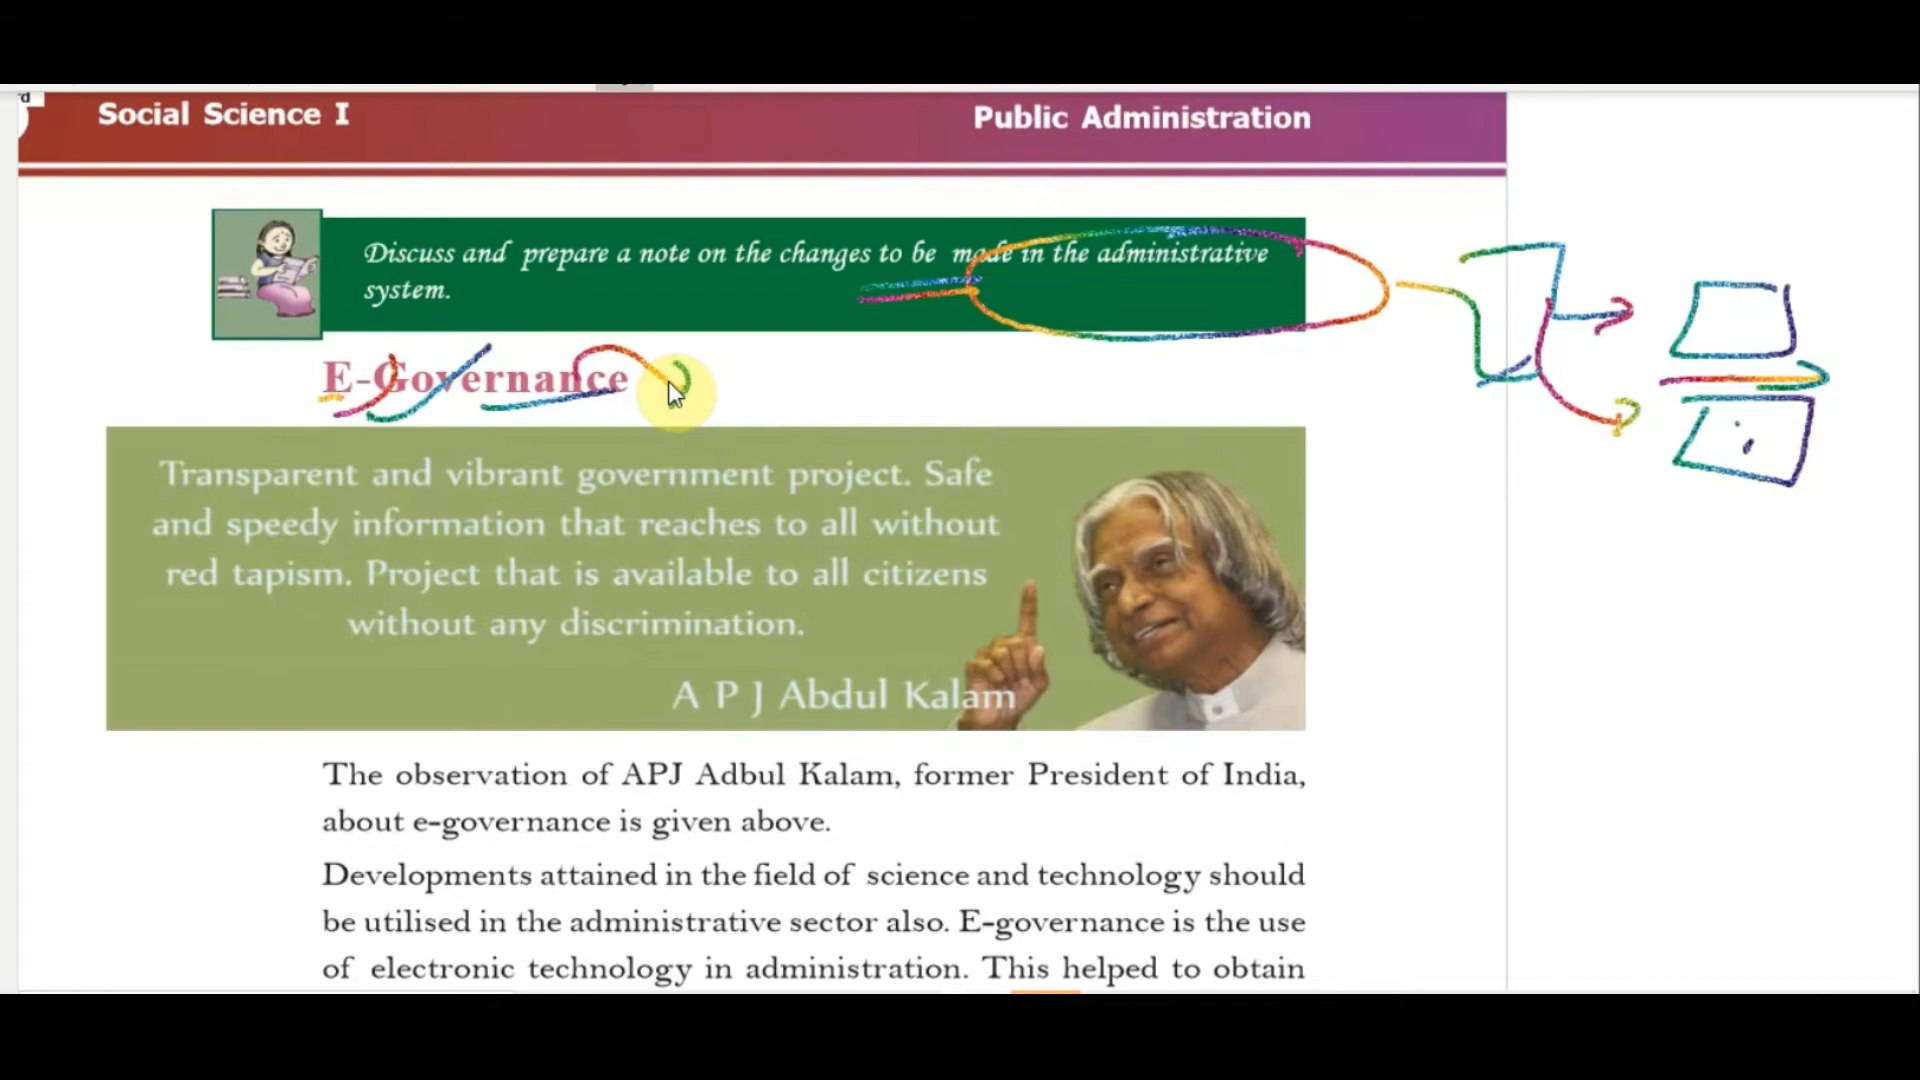 d
Social Science I
Public Administration
Discuss and prepare a note on the changes to be made in the administrative
system.
E-Governance
Transparent and vibrant government project. Safe
and speedy information that reaches to all without
red tapism. Project that is available to all citizens
without any discrimination.
A P J Abdul Kalam
The observation of APJ Adbul Kalam, former President of India,
about e-governance is given above.
Developments attained in the field of science and technology should
be utilised in the administrative sector also. E-governance is the use
of electronic technology in administration. This helped to obtain